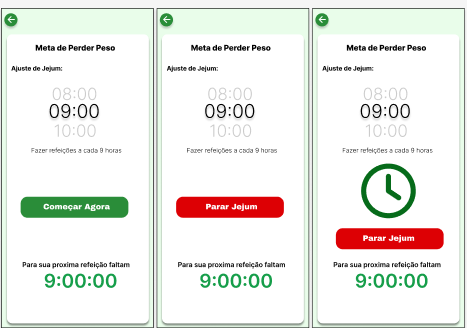 Meta de Perder Peso
Ajuste de Jejum:
08:00
09:00
10:00
Fazer refeições a cada 9 horas
Começar Agora
Para sua proxima refeição faltam
9:00:00
Meta de Perder Peso
Ajuste de Jejum:
08:00
09:00
10:00
Fazer refeições a cada 9 horas
Parar Jejum
Para sua proxima refeição faltam
9:00:00
Meta de Perder Peso
Ajuste de Jejum:
08:00
09:00
10:00
Fazer refeições a cada 9 horas
Parar Jejum
Para sua proxima refeição faltam
9:00:00